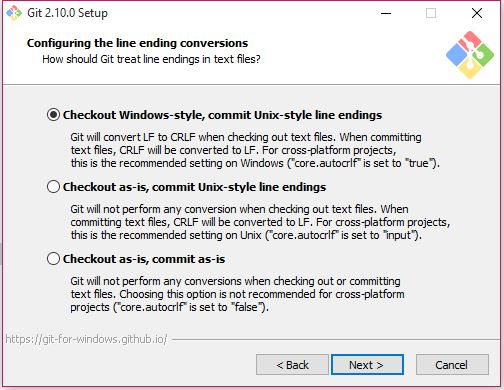 Git 2.10.0 Setup
Configuring the line ending conversions
How should Git treat line endings in text files?
Checkout Windows-style, commit Unix-style line endings
Git will convert LF to CRLF when checking out text files. When committing
text files, CRLF will be converted to LF. For cross-platform projects,
this is the recommended setting on Windows ("core.autocrlf" is set to "true").
Checkout as-is, commit Unix-style line endings
Git will not perform any conversion when checking out text files. When
committing text files, CRLF will be converted to LF. For cross-platform projects,
this is the recommended setting on Unix ("core.autocrlf" is set to "input").
Checkout as-is, commit as-is
Git will not perform any conversions when checking out or committing
text files. Choosing this option is not recommended for cross-platform
projects ("core.autocrlf" is set to "false").
https://git-for-windows.github.io/
< Back Next > Cancel